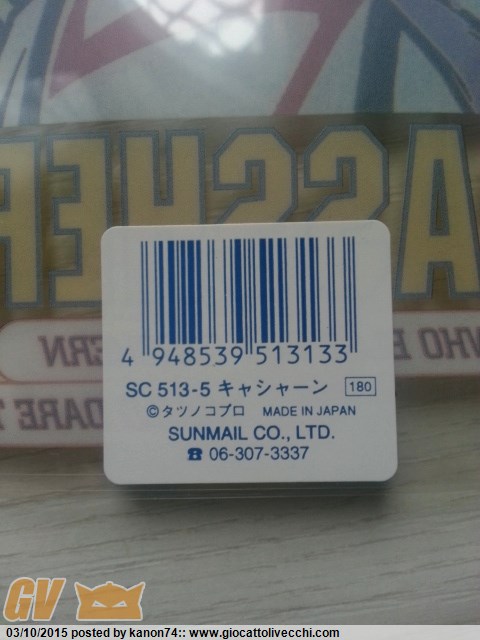 4 948539 513133
SC 513-5 キャシャーン 180
©タツノコプロ MADE IN JAPAN
SUNMAIL CO., LTD.
☎ 06-307-3337
GV
03/10/2015 posted by kanon74:: www.giocattolivecchi.com